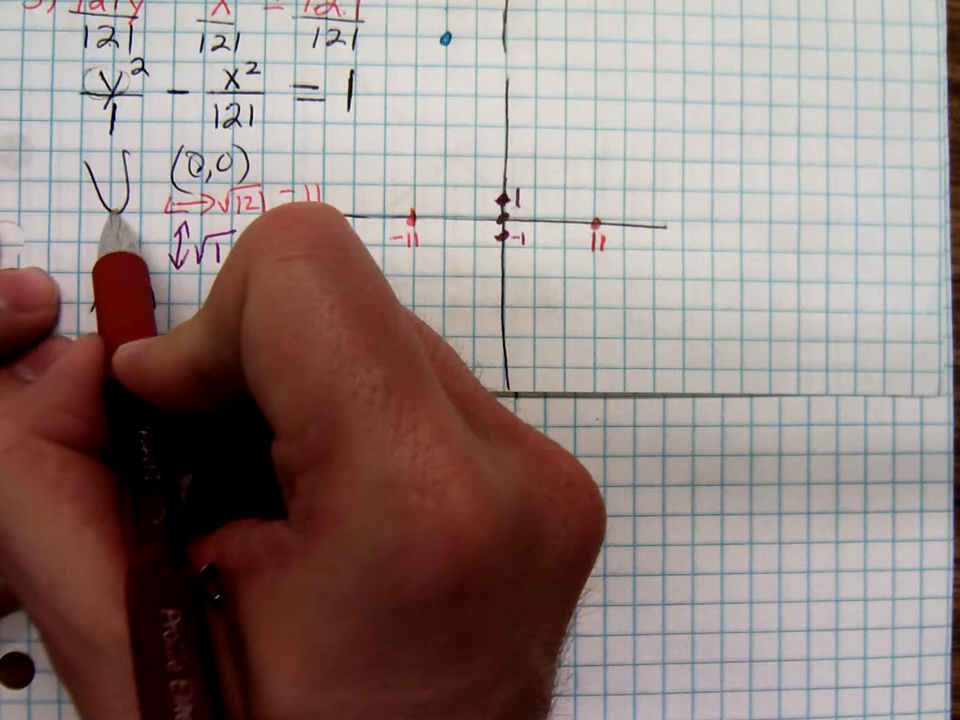 121 121 121
y² / 1 - x² / 121 = 1
(0,0)
↔ √121 - 11
↕ √1
1
-11 -1 11